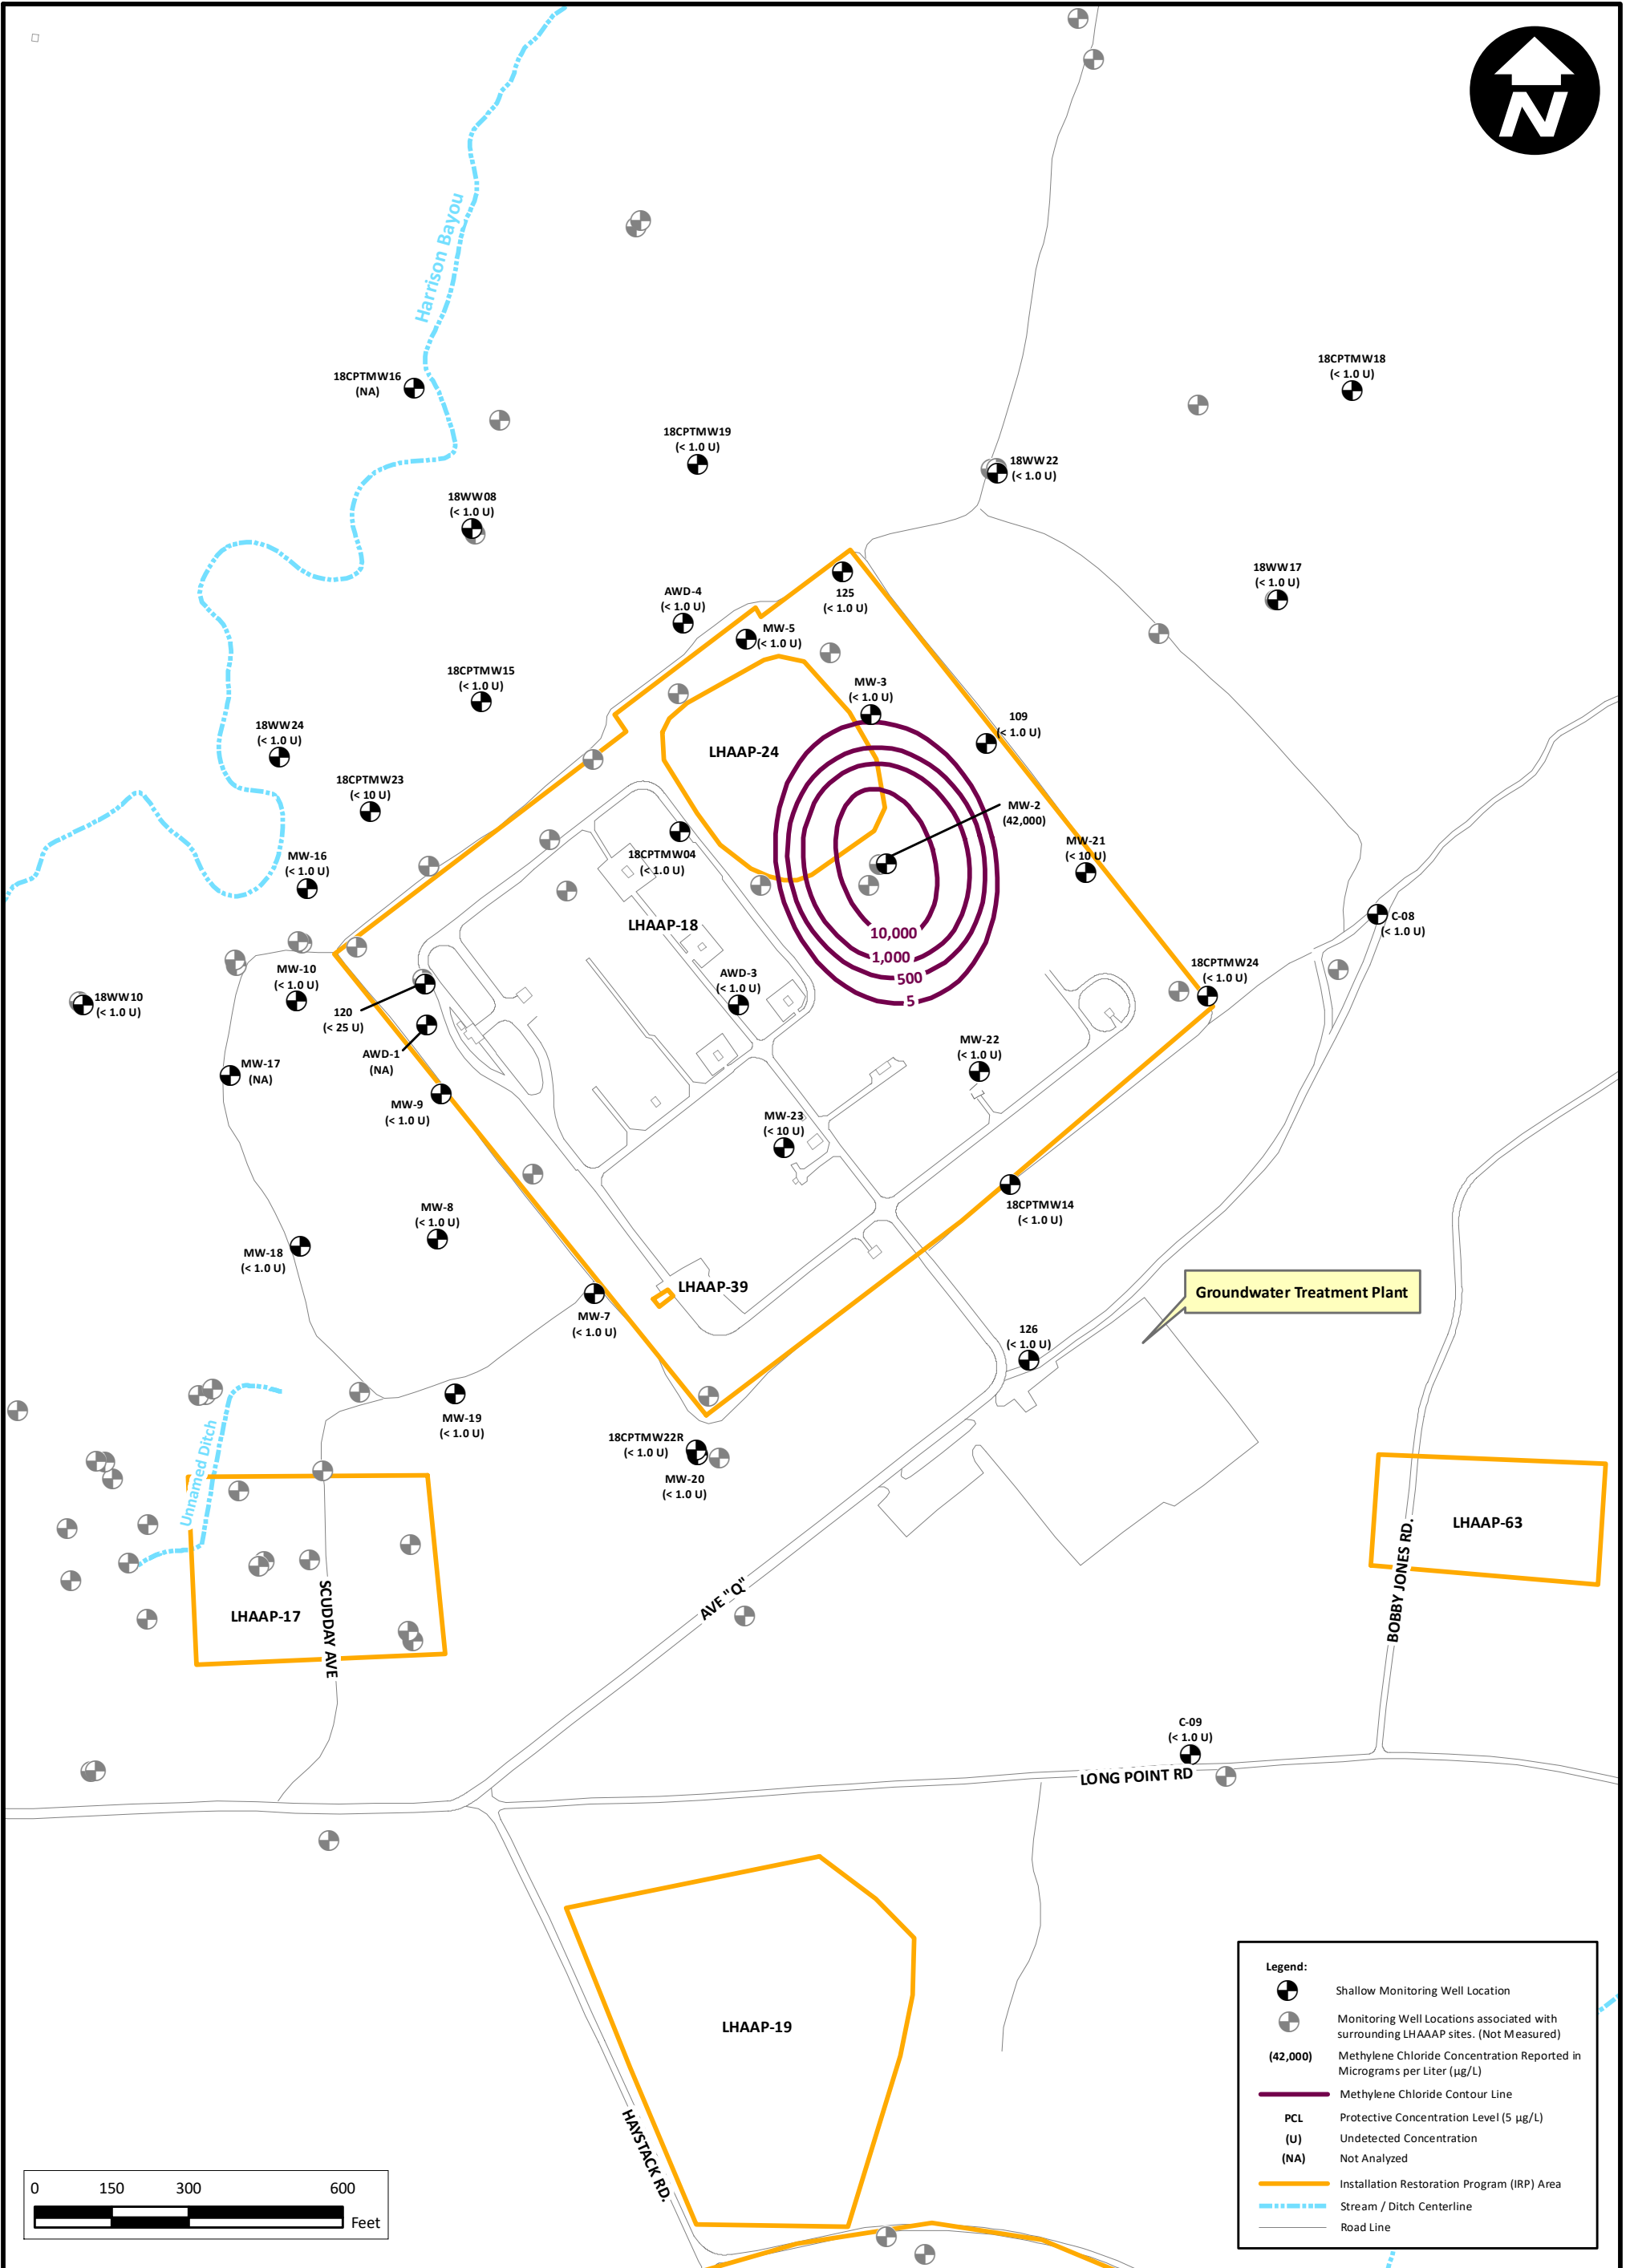 N
Harrison Bayou
18CPTMW16
(NA)
18CPTMW18
(< 1.0 U)
18CPTMW19
(< 1.0 U)
18WW22
(< 1.0 U)
18WW08
(< 1.0 U)
18WW17
(< 1.0 U)
AWD-4
(< 1.0 U)
125
(< 1.0 U)
MW-5
(< 1.0 U)
18CPTMW15
(< 1.0 U)
MW-3
(< 1.0 U)
109
(< 1.0 U)
18WW24
(< 1.0 U)
LHAAP-24
18CPTMW23
(< 10 U)
MW-2
(42,000)
MW-16
(< 1.0 U)
18CPTMW04
(< 1.0 U)
MW-21
(< 10 U)
LHAAP-18
C-08
(< 1.0 U)
10,000
1,000
500
5
18CPTMW24
(< 1.0 U)
MW-10
(< 1.0 U)
AWD-3
(< 1.0 U)
18WW10
(< 1.0 U)
120
(< 25 U)
AWD-1
(NA)
MW-17
(NA)
MW-22
(< 1.0 U)
MW-9
(< 1.0 U)
MW-23
(< 10 U)
18CPTMW14
(< 1.0 U)
MW-8
(< 1.0 U)
MW-18
(< 1.0 U)
LHAAP-39
Groundwater Treatment Plant
MW-7
(< 1.0 U)
126
(< 1.0 U)
MW-19
(< 1.0 U)
18CPTMW22R
(< 1.0 U)
MW-20
(< 1.0 U)
Unnamed Ditch
LHAAP-63
BOBBY JONES RD.
LHAAP-17
SCUDDAY AVE
AVE "Q"
C-09
(< 1.0 U)
LONG POINT RD
LHAAP-19
HAYSTACK RD.
Legend:
Shallow Monitoring Well Location
Monitoring Well Locations associated with
surrounding LHAAAP sites. (Not Measured)
(42,000) Methylene Chloride Concentration Reported in
Micrograms per Liter (µg/L)
Methylene Chloride Contour Line
PCL Protective Concentration Level (5 µg/L)
(U) Undetected Concentration
(NA) Not Analyzed
Installation Restoration Program (IRP) Area
Stream / Ditch Centerline
Road Line
0 150 300 600
Feet